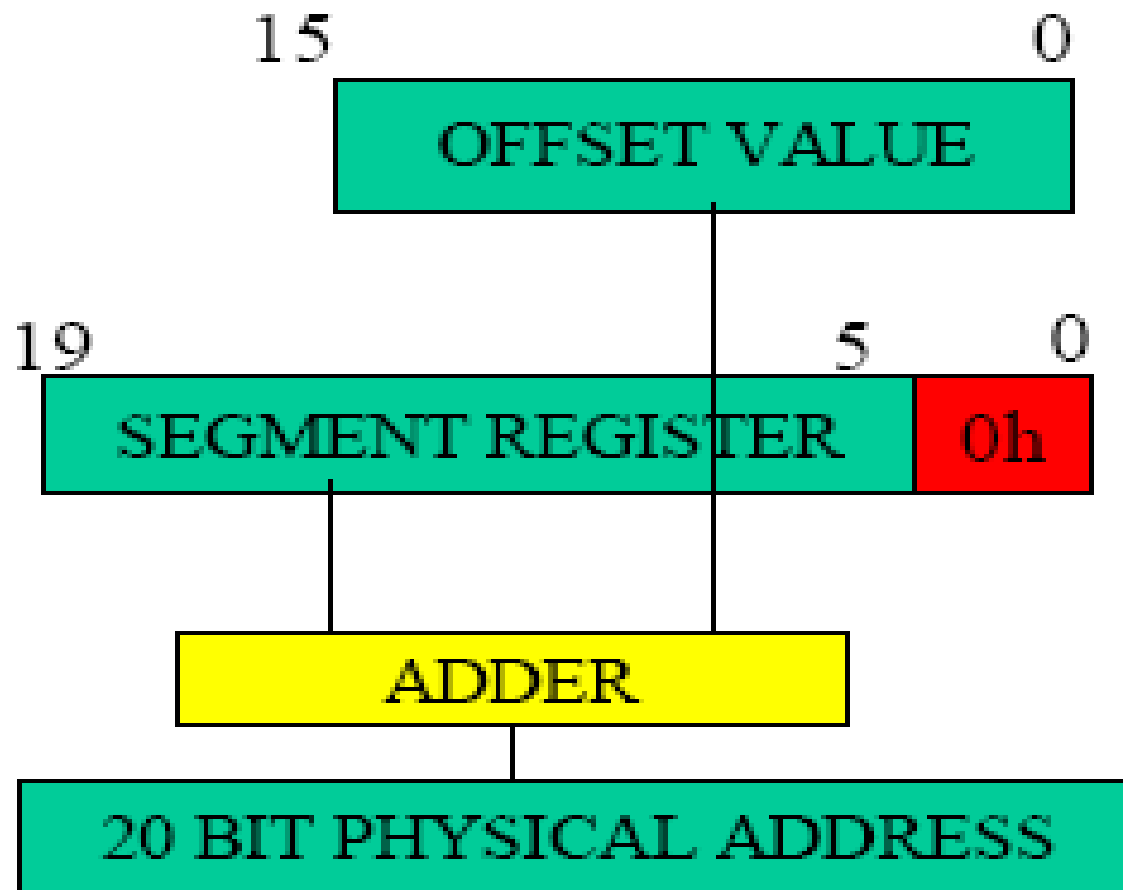 15 0
OFFSET VALUE
19 5 0
SEGMENT REGISTER 0h
ADDER
20 BIT PHYSICAL ADDRESS